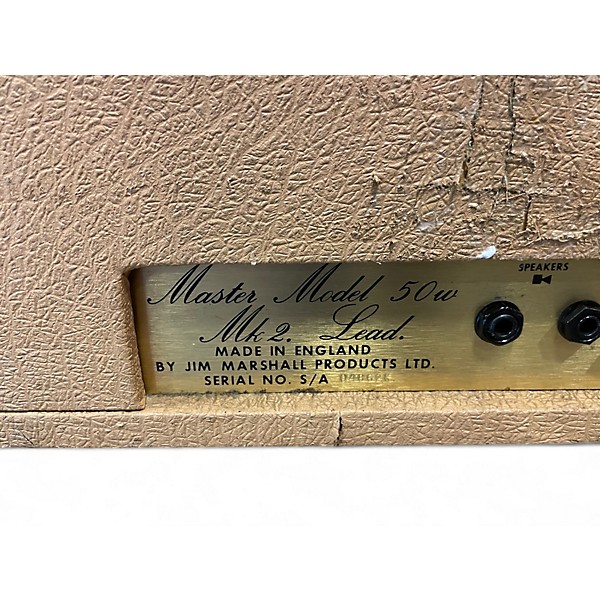 SPEAKERS
Master Model 50w
Mk2. Lead.
MADE IN ENGLAND
BY JIM MARSHALL PRODUCTS LTD.
SERIAL NO. S/A